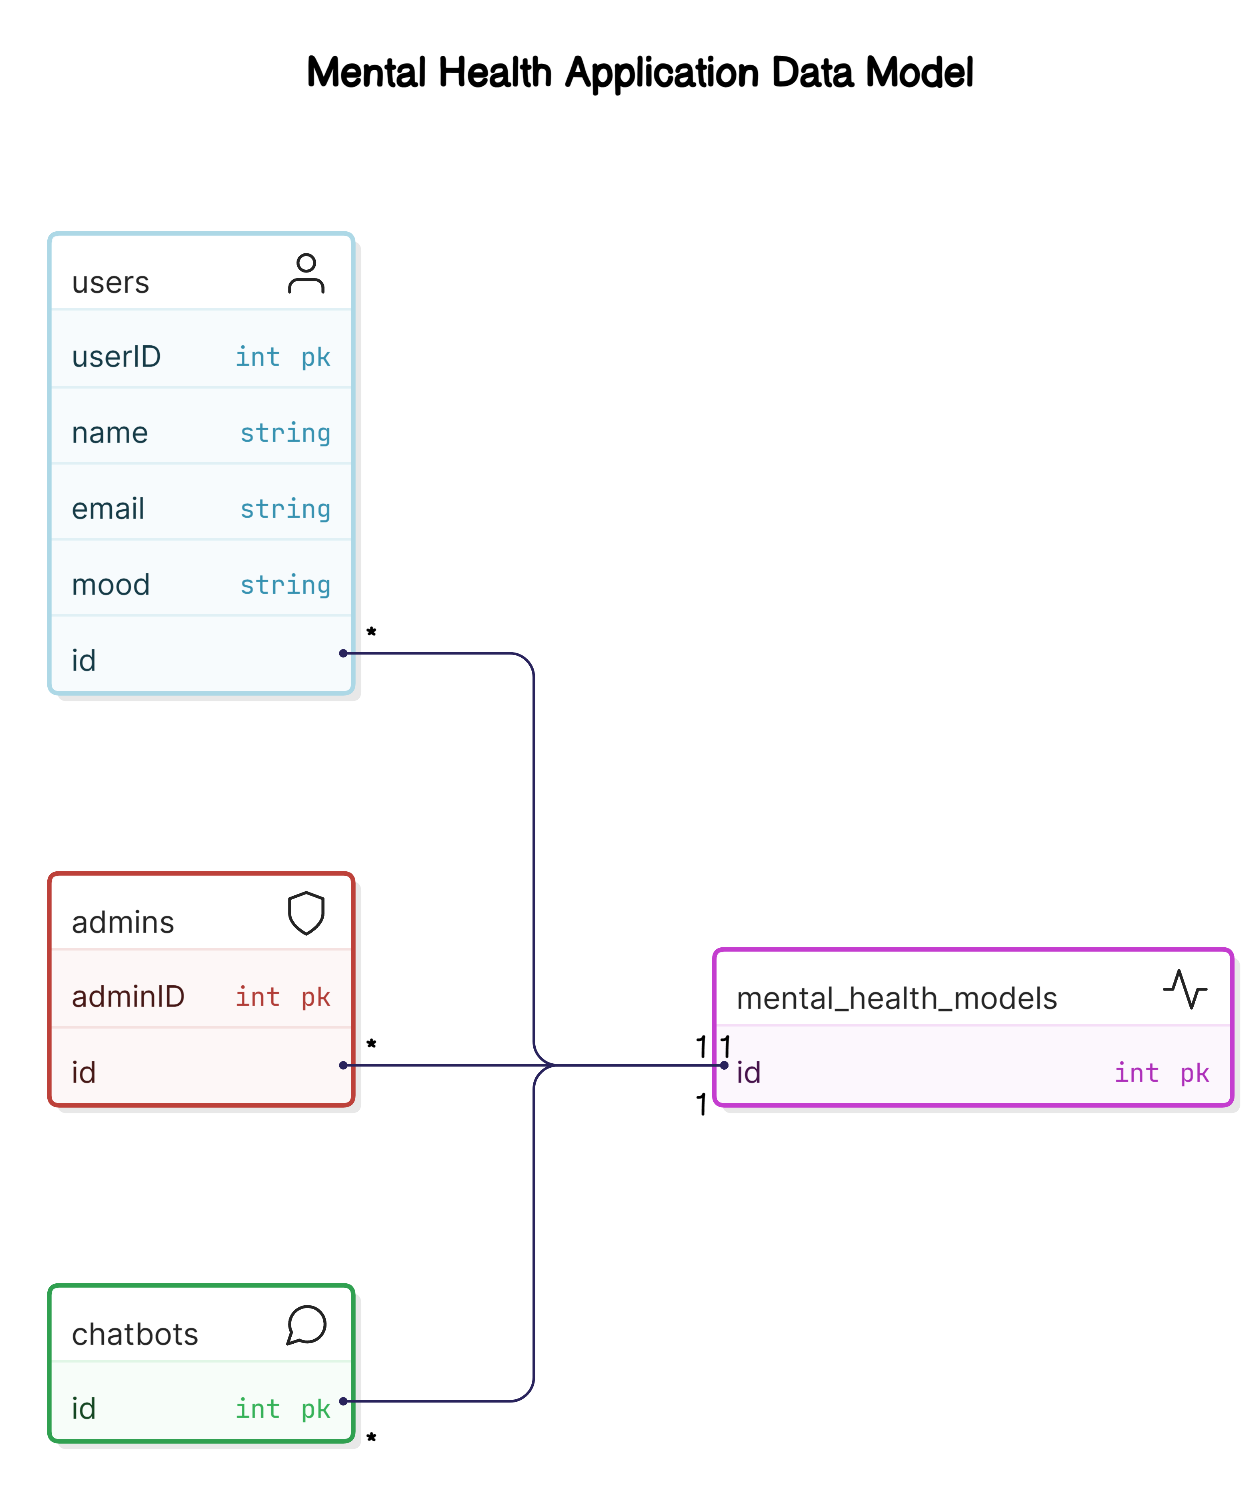 Mental Health Application Data Model
users
userID int pk
name string
email string
mood string
id
*
admins
adminID int pk
id
*
mental_health_models
1 1
id int pk
1
chatbots
id int pk
*